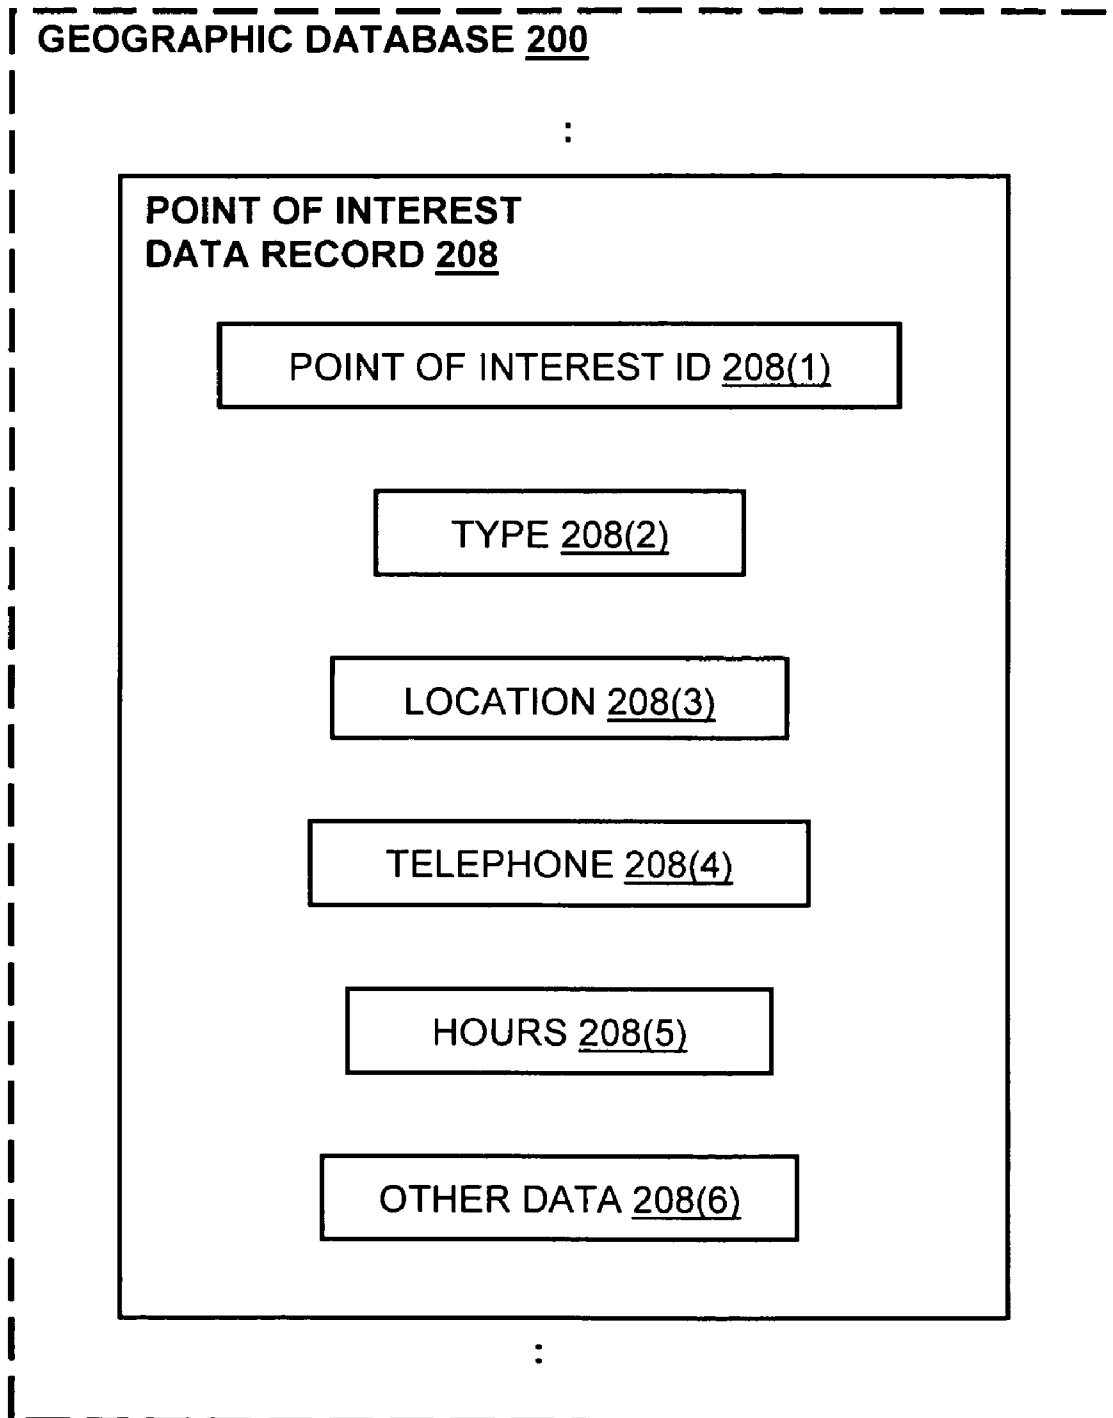 GEOGRAPHIC DATABASE 200
:
POINT OF INTEREST
DATA RECORD 208
POINT OF INTEREST ID 208(1)
TYPE 208(2)
LOCATION 208(3)
TELEPHONE 208(4)
HOURS 208(5)
OTHER DATA 208(6)
: